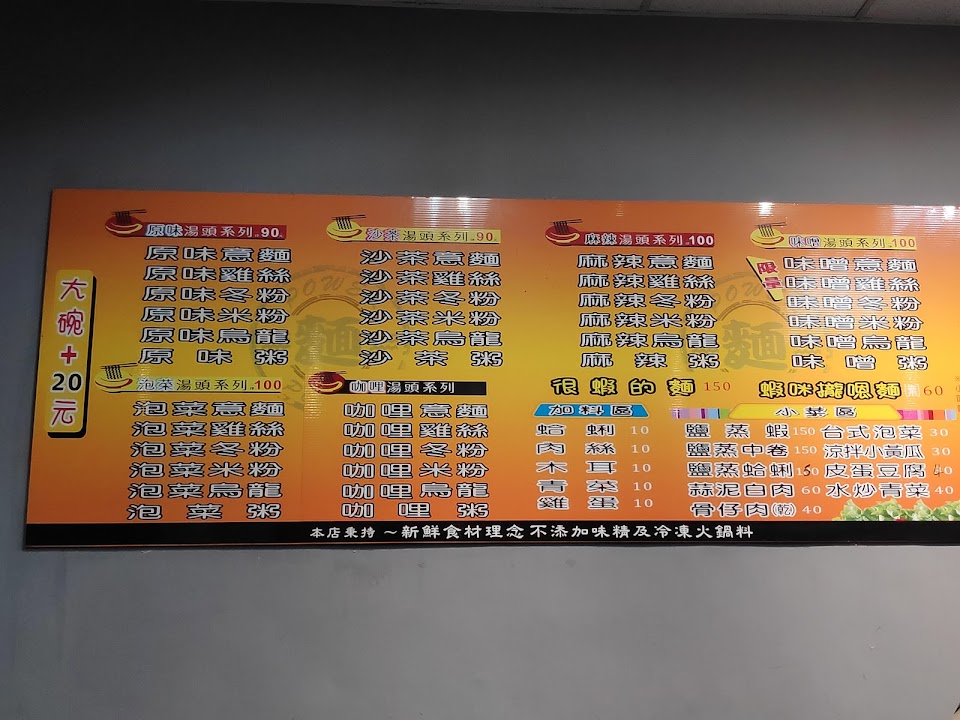 大碗+20元
原味湯頭系列 90
原味意麵
原味雞絲
原味冬粉
原味米粉
原味烏龍
原味粥
沙茶湯頭系列 90
沙茶意麵
沙茶雞絲
沙茶冬粉
沙茶米粉
沙茶烏龍
沙茶粥
麻辣湯頭系列 100
麻辣意麵
麻辣雞絲
麻辣冬粉
麻辣米粉
麻辣烏龍
麻辣粥
味噌湯頭系列 100
限量
味噌意麵
味噌雞絲
味噌冬粉
味噌米粉
味噌烏龍
味噌粥
泡菜湯頭系列 100
泡菜意麵
泡菜雞絲
泡菜冬粉
泡菜米粉
泡菜烏龍
泡菜粥
咖哩湯頭系列
咖哩意麵
咖哩雞絲
咖哩冬粉
咖哩米粉
咖哩烏龍
咖哩粥
很蝦的麵 150
蝦咪攏嗯麵 60
加料區
蛤蜊 10
肉絲 10
木耳 10
青菜 10
雞蛋 10
小菜區
鹽蒸蝦 150 台式泡菜 30
鹽蒸中卷 150 涼拌小黃瓜 30
鹽蒸蛤蜊 皮蛋豆腐 40
蒜泥白肉 60 水炒青菜 40
骨仔肉(乾) 40
本店秉持～新鮮食材理念 不添加味精及冷凍火鍋料